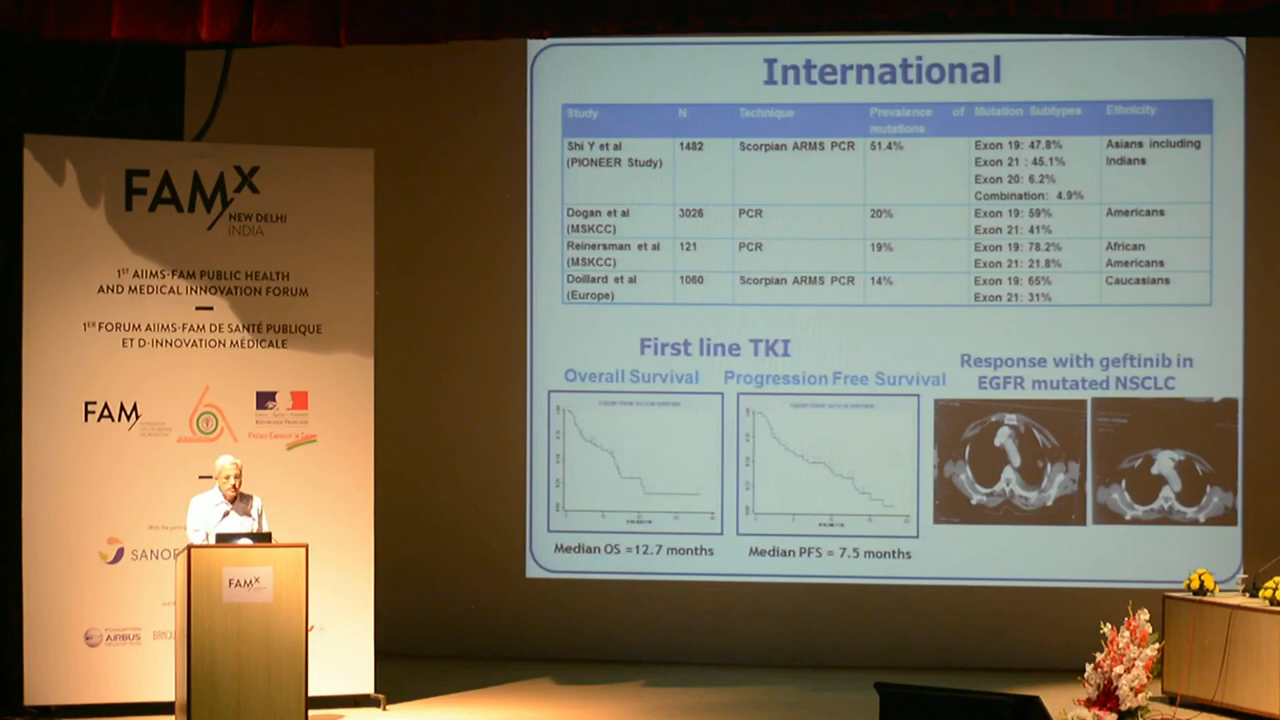 FAMx
NEW DELHI
INDIA
1ST AIIMS-FAM PUBLIC HEALTH
AND MEDICAL INNOVATION FORUM
1ER FORUM AIIMS-FAM DE SANTÉ PUBLIQUE
ET D-INNOVATION MÉDICALE
FAM
RÉPUBLIQUE FRANÇAISE
SANOF
AIRBUS
FAMx
International
Study N Technique Prevalence of Mutation Subtypes Ethnicity
mutations
Shi Y et al 1482 Scorpian ARMS PCR 51.4% Exon 19: 47.8% Asians including
(PIONEER Study) Exon 21 : 45.1% Indians
Exon 20: 6.2%
Combination: 4.9%
Dogan et al 3026 PCR 20% Exon 19: 59% Americans
(MSKCC) Exon 21: 41%
Reinersman et al 121 PCR 19% Exon 19: 78.2% African
(MSKCC) Exon 21: 21.8% Americans
Doillard et al 1060 Scorpian ARMS PCR 14% Exon 19: 65% Caucasians
(Europe) Exon 21: 31%
First line TKI
Overall Survival Progression Free Survival
Response with geftinib in
EGFR mutated NSCLC
Median OS =12.7 months
Median PFS = 7.5 months